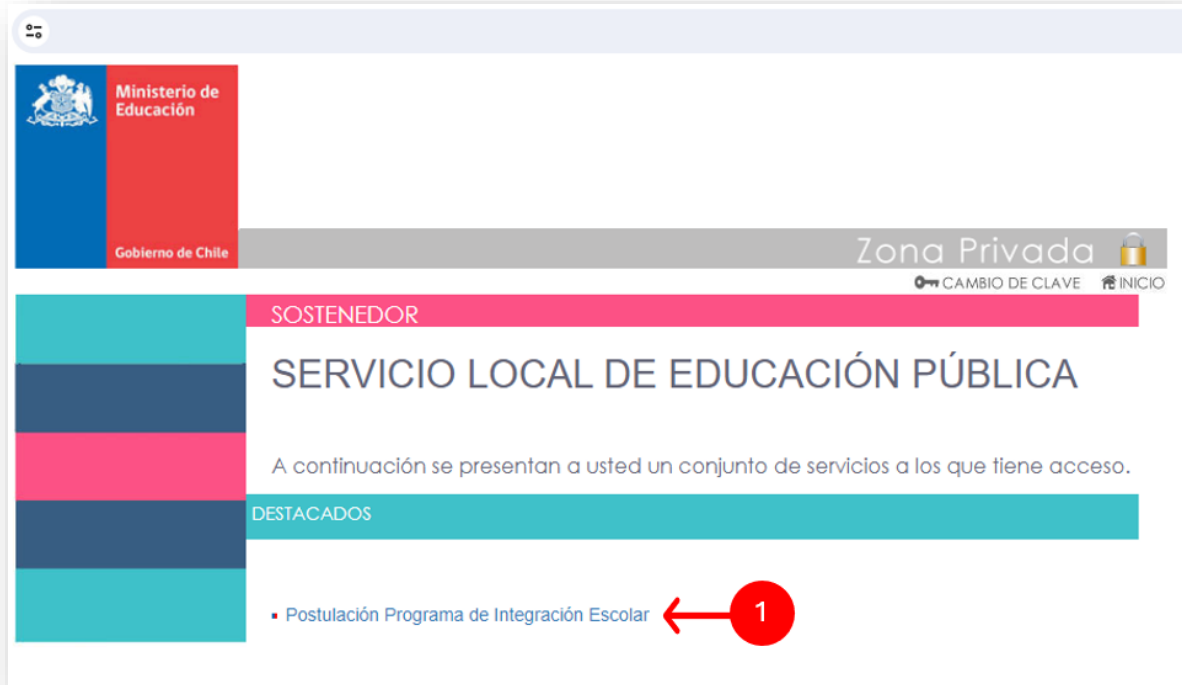 Ministerio de
Educación
Gobierno de Chile
Zona Privada
CAMBIO DE CLAVE INICIO
SOSTENEDOR
SERVICIO LOCAL DE EDUCACIÓN PÚBLICA
A continuación se presentan a usted un conjunto de servicios a los que tiene acceso.
DESTACADOS
Postulación Programa de Integración Escolar 1